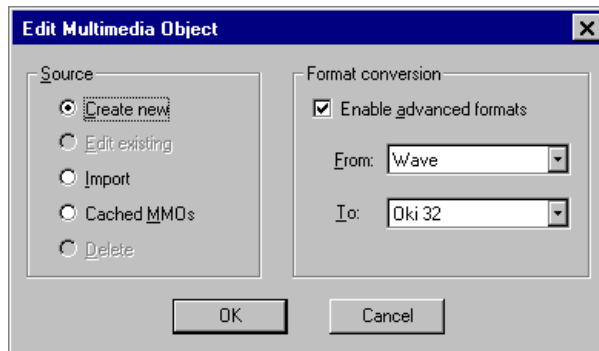 Edit Multimedia Object
Source
Create new
Edit existing
Import
Cached MMOs
Delete
Format conversion
Enable advanced formats
From: Wave
To: Oki 32
OK
Cancel